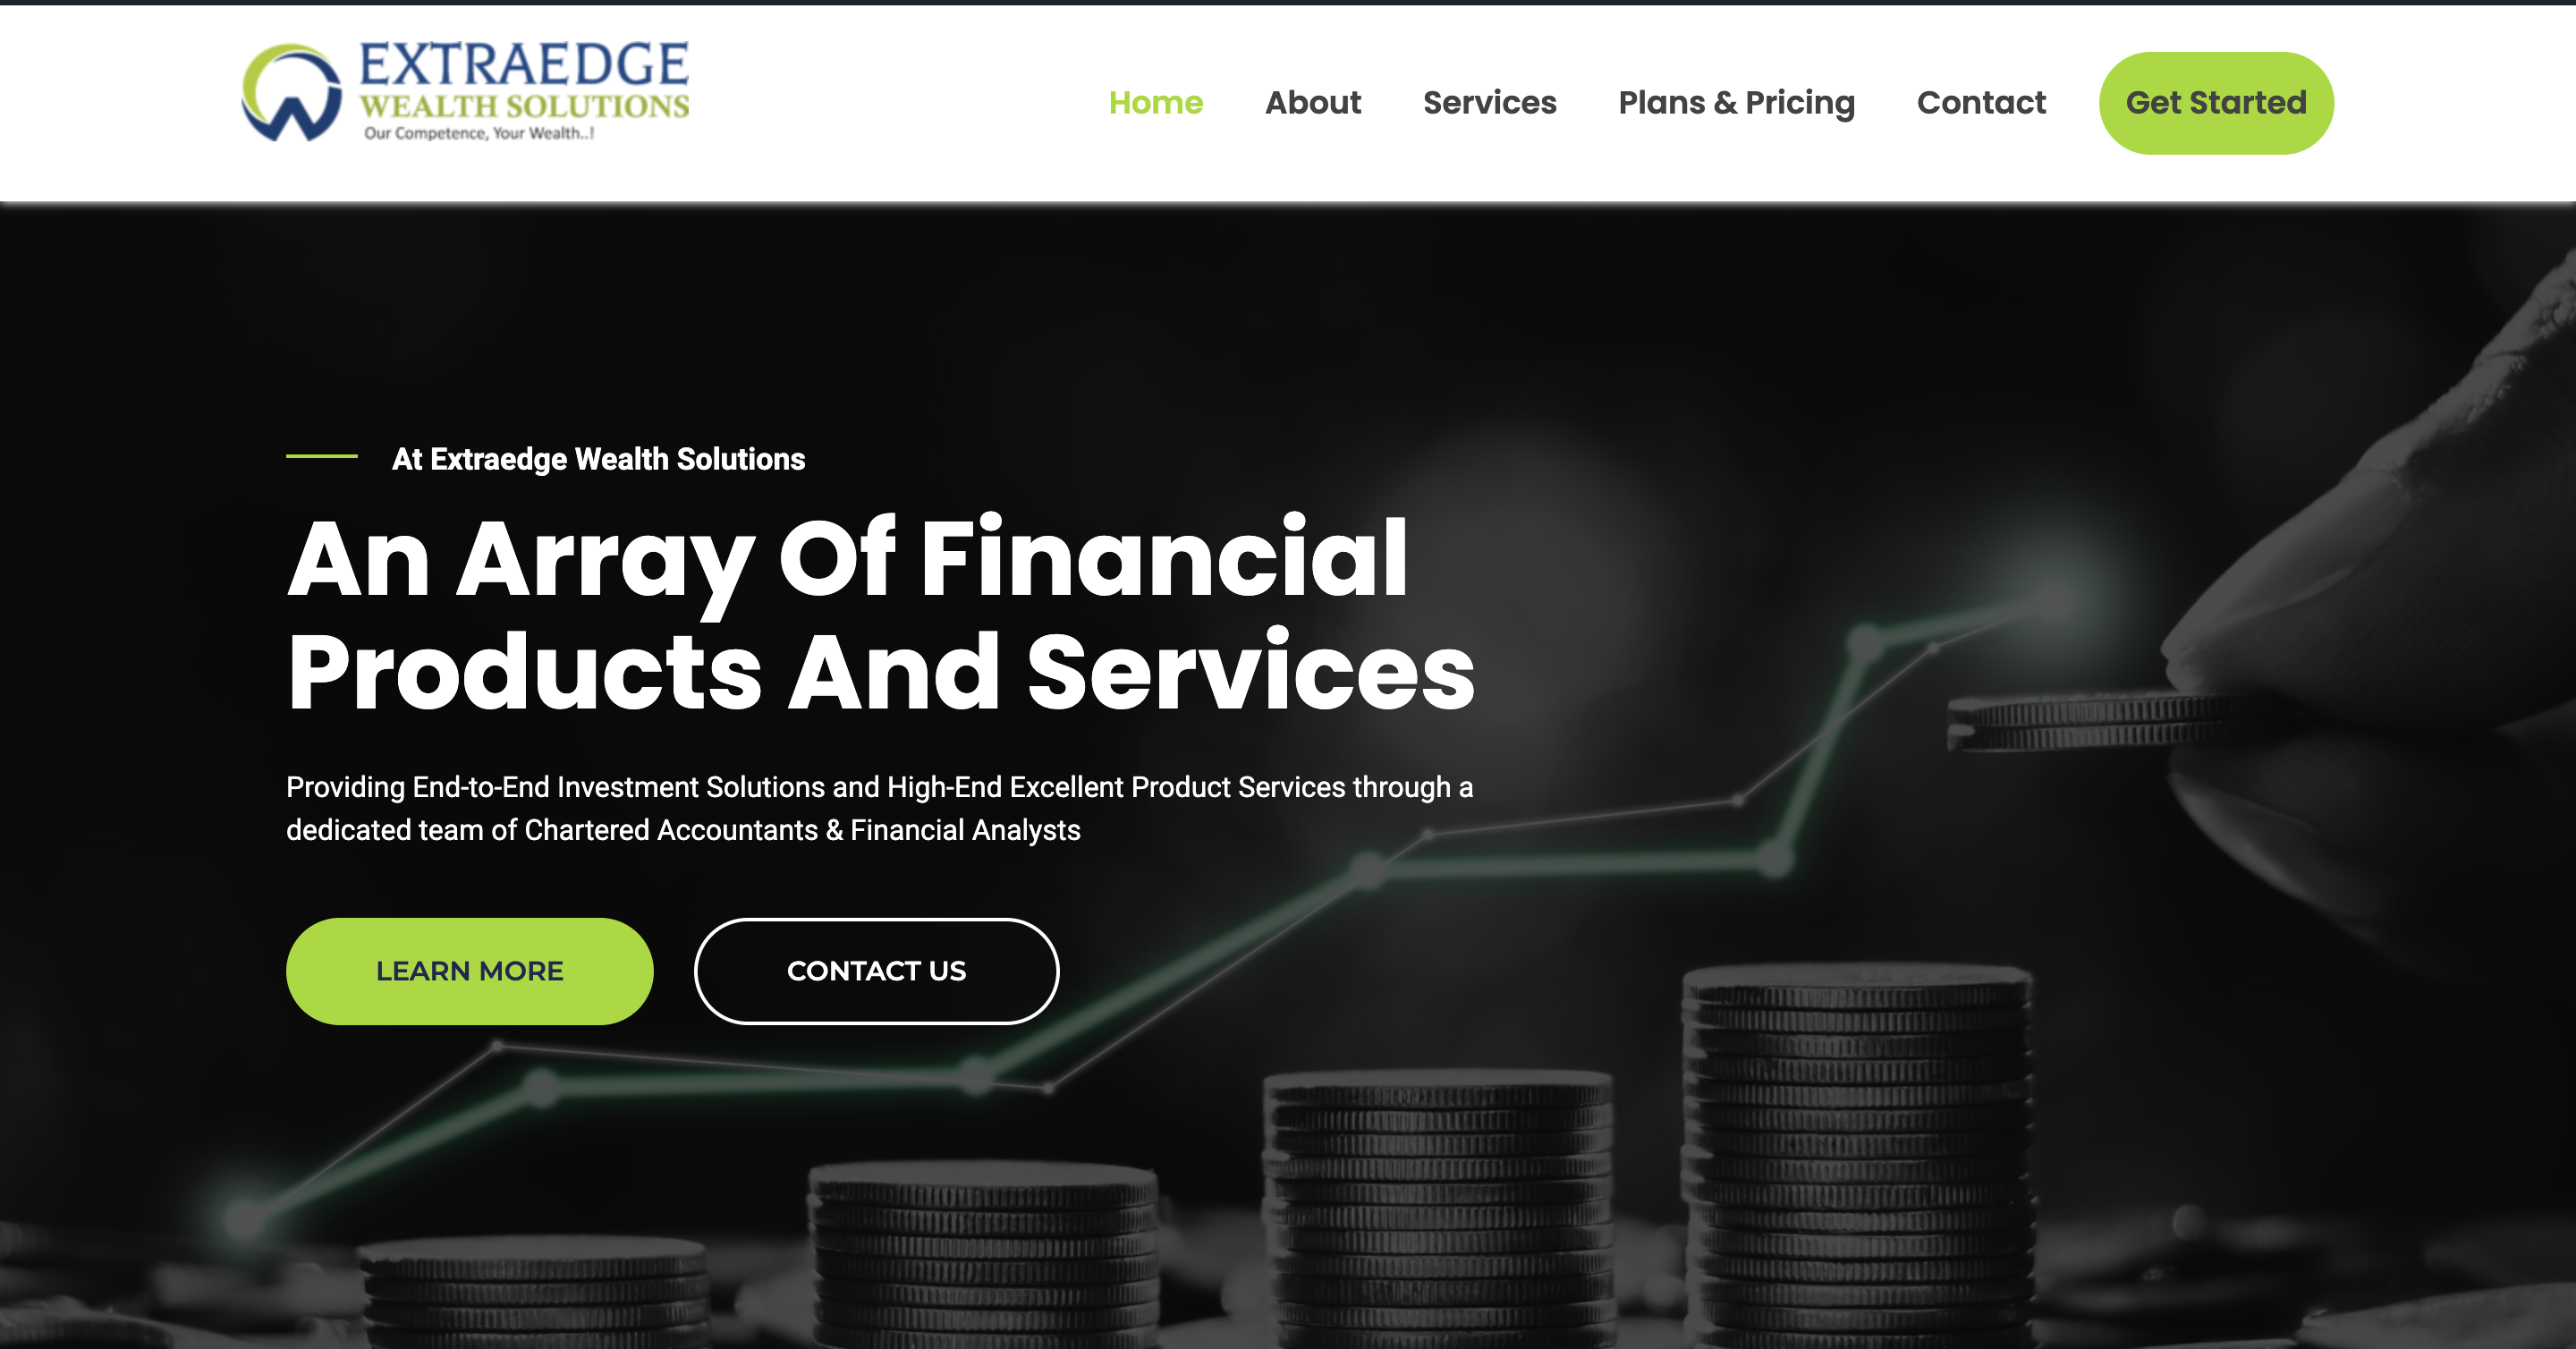 EXTRAEDGE
WEALTH SOLUTIONS
Our Competence, Your Wealth..!
Home About Services Plans & Pricing Contact Get Started
At Extraedge Wealth Solutions
An Array Of Financial
Products And Services
Providing End-to-End Investment Solutions and High-End Excellent Product Services through a
dedicated team of Chartered Accountants & Financial Analysts
LEARN MORE CONTACT US